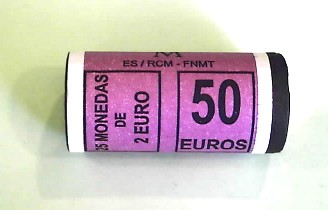 M
ES / RCM - FNMT
25 MONEDAS
DE
2 EURO
50
EUROS